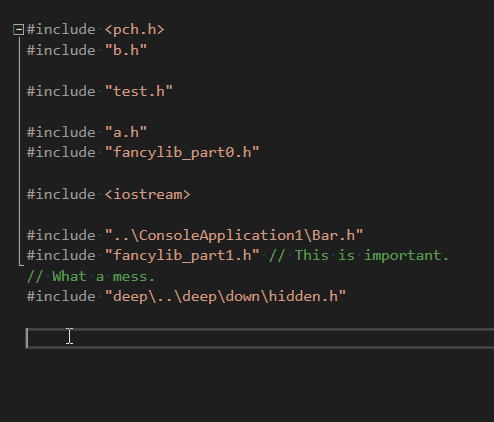 #include <pch.h>
#include "b.h"
#include "test.h"
#include "a.h"
#include "fancylib_part0.h"
#include <iostream>
#include "..\ConsoleApplication1\Bar.h"
#include "fancylib_part1.h" // This is important.
// What a mess.
#include "deep\..\deep\down\hidden.h"